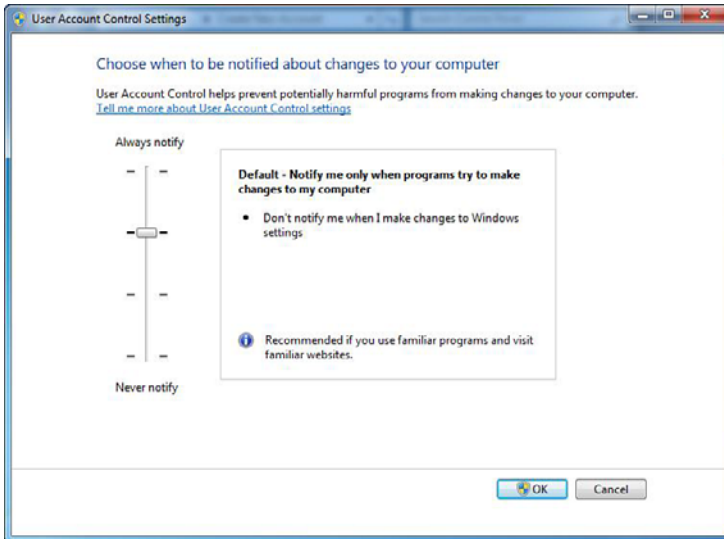 User Account Control Settings
Choose when to be notified about changes to your computer
User Account Control helps prevent potentially harmful programs from making changes to your computer.
Tell me more about User Account Control settings
Always notify
Default - Notify me only when programs try to make
changes to my computer
• Don't notify me when I make changes to Windows
settings
Recommended if you use familiar programs and visit
familiar websites.
Never notify
OK
Cancel